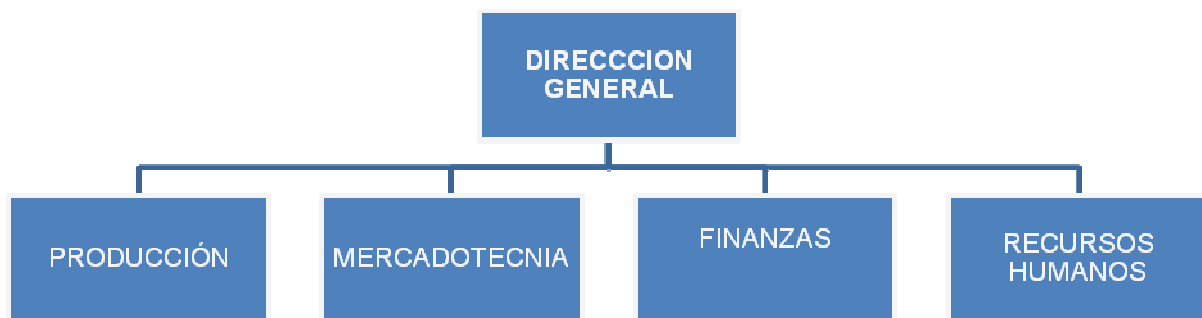 DIRECCCION
GENERAL
PRODUCCIÓN
MERCADOTECNIA
FINANZAS
RECURSOS
HUMANOS